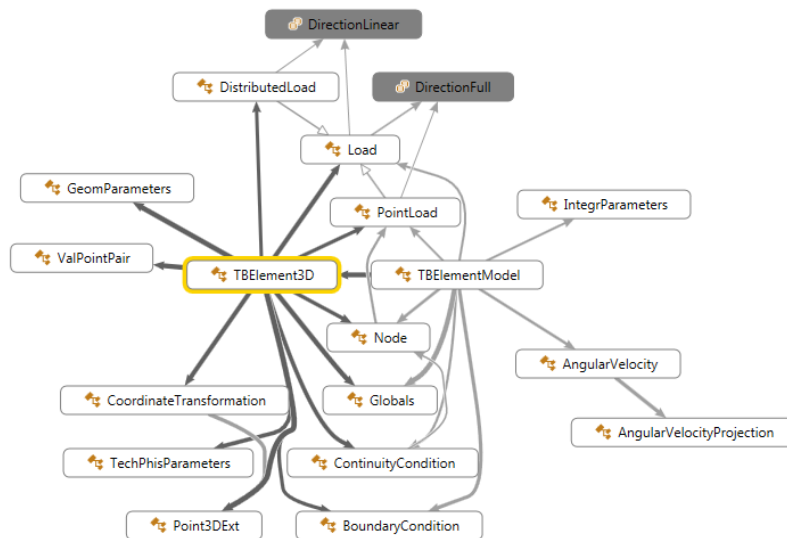 DirectionLinear
DistributedLoad
DirectionFull
Load
GeomParameters
PointLoad
IntegrParameters
ValPointPair
TBElement3D
TBElementModel
Node
AngularVelocity
CoordinateTransformation
Globals
AngularVelocityProjection
TechPhisParameters
ContinuityCondition
Point3DExt
BoundaryCondition